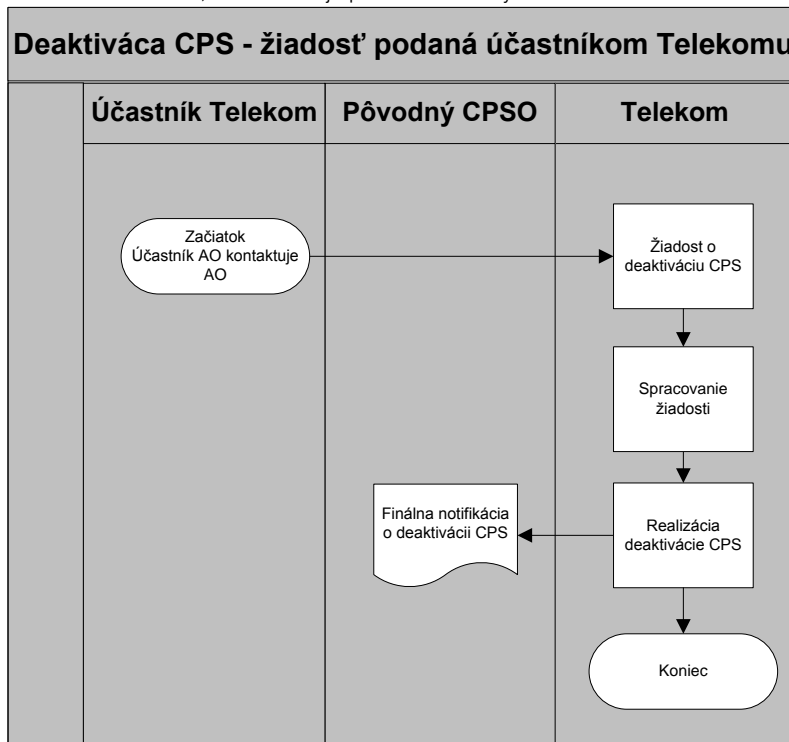 Deaktiváca CPS - žiadosť podaná účastníkom Telekomu
Účastník Telekom
Pôvodný CPSO
Telekom
Začiatok
Účastník AO kontaktuje
AO
Žiadost o
deaktiváciu CPS
Spracovanie
žiadosti
Finálna notifikácia
o deaktivácii CPS
Realizácia
deaktivácie CPS
Koniec